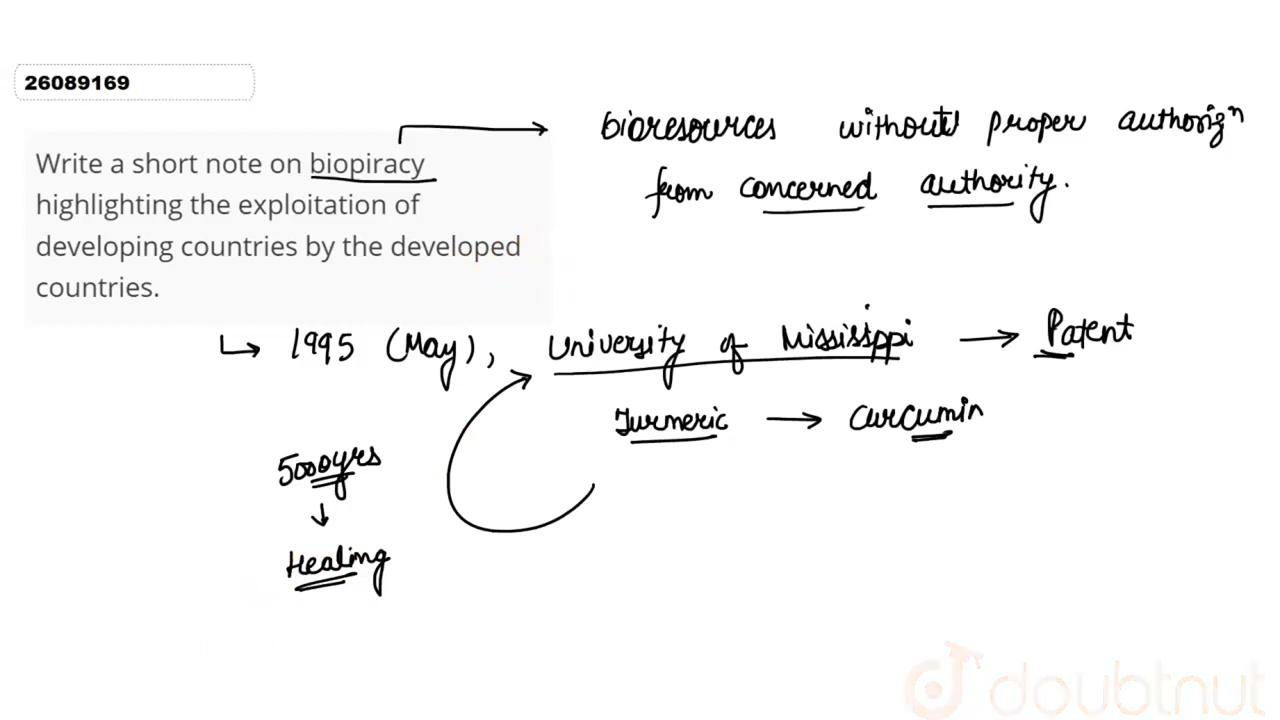 26089169
bioresources without proper authorizn
from concerned authority.
Write a short note on biopiracy
highlighting the exploitation of
developing countries by the developed
countries.
1995 (May), University of Mississippi → Patent
Turmeric → Curcumin
5000yrs
↓
Healing
doubtnut